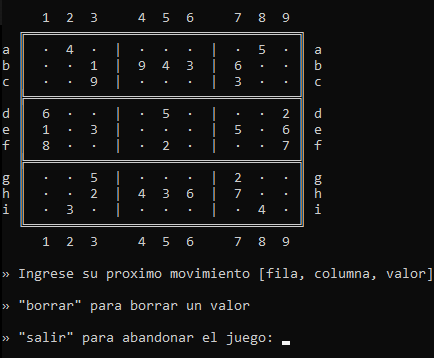 1 2 3 4 5 6 7 8 9
a · 4 · | · · · | · 5 · a
b · · 1 | 9 4 3 | 6 · · b
c · · 9 | · · · | 3 · · c
d 6 · · | · 5 · | · · 2 d
e 1 · 3 | · · · | 5 · 6 e
f 8 · · | · 2 · | · · 7 f
g · · 5 | · · · | 2 · · g
h · · 2 | 4 3 6 | 7 · · h
i · 3 · | · · · | · 4 · i
1 2 3 4 5 6 7 8 9
» Ingrese su proximo movimiento [fila, columna, valor]
» "borrar" para borrar un valor
» "salir" para abandonar el juego: